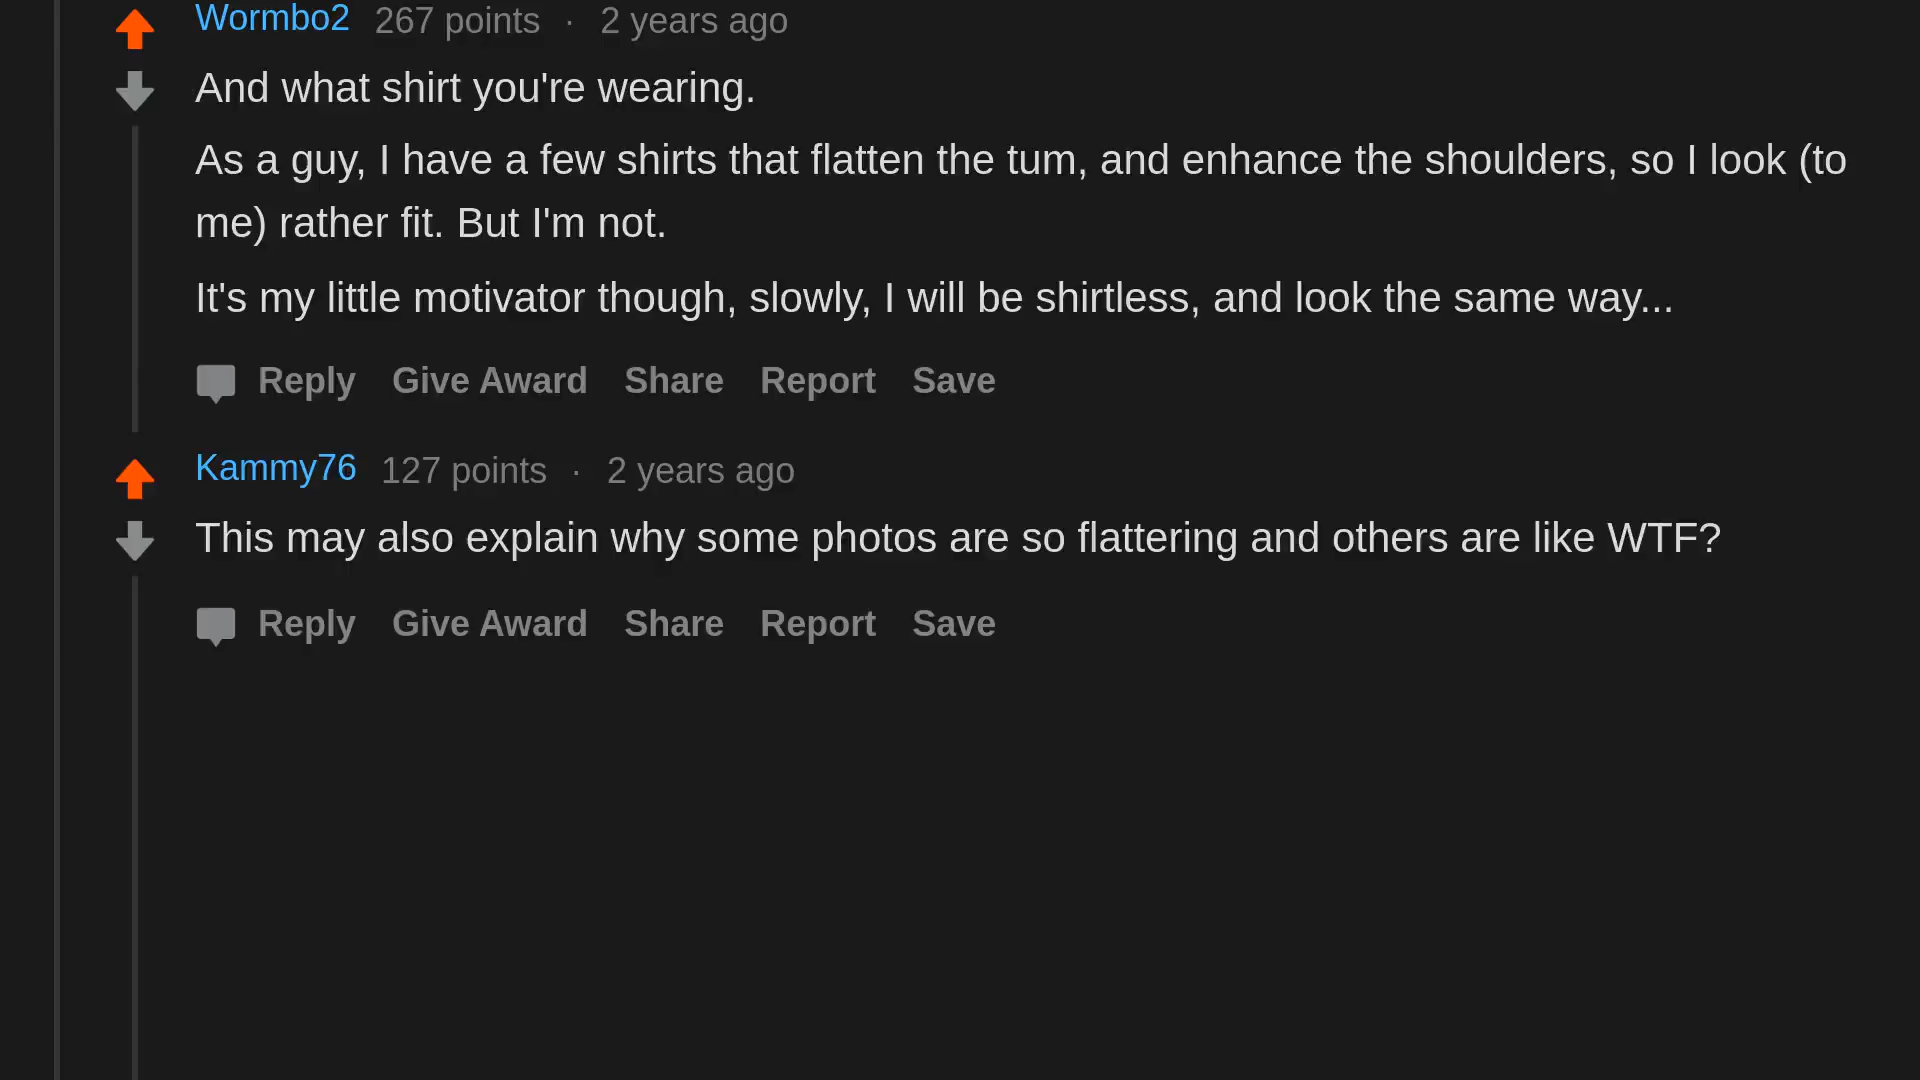 Wormbo2 267 points · 2 years ago
And what shirt you're wearing.
As a guy, I have a few shirts that flatten the tum, and enhance the shoulders, so I look (to
me) rather fit. But I'm not.
It's my little motivator though, slowly, I will be shirtless, and look the same way...
Reply Give Award Share Report Save
Kammy76 127 points · 2 years ago
This may also explain why some photos are so flattering and others are like WTF?
Reply Give Award Share Report Save